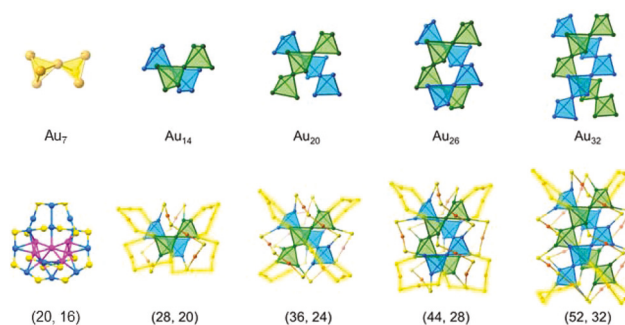 Au7 Au14 Au20 Au26 Au32
(20, 16) (28, 20) (36, 24) (44, 28) (52, 32)